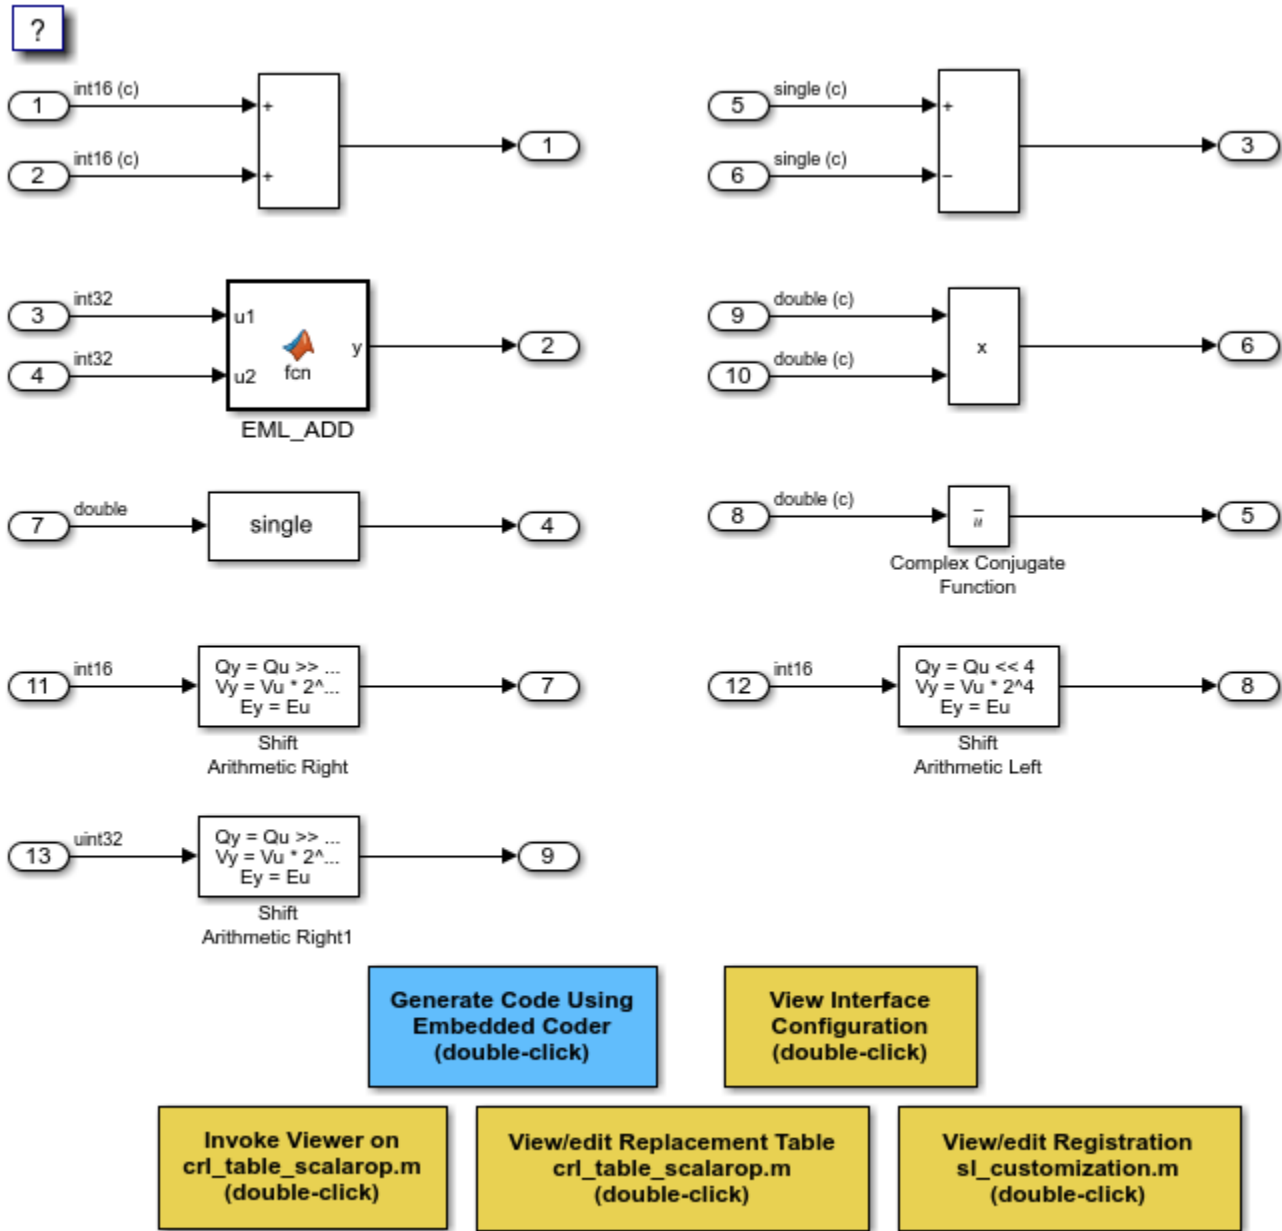 ?
int16 (c)
1
+
1
int16 (c)
2
+
single (c)
5
+
3
single (c)
6
−
int32
3
u1
y
2
int32
4
u2
fcn
EML_ADD
double (c)
9
x
6
double (c)
10
double
7
single
4
double (c)
8
u
5
Complex Conjugate
Function
int16
11
Qy = Qu >> ...
Vy = Vu * 2^...
Ey = Eu
7
Shift
Arithmetic Right
int16
12
Qy = Qu << 4
Vy = Vu * 2^4
Ey = Eu
8
Shift
Arithmetic Left
uint32
13
Qy = Qu >> ...
Vy = Vu * 2^...
Ey = Eu
9
Shift
Arithmetic Right1
Generate Code Using
Embedded Coder
(double-click)
View Interface
Configuration
(double-click)
Invoke Viewer on
crl_table_scalarop.m
(double-click)
View/edit Replacement Table
crl_table_scalarop.m
(double-click)
View/edit Registration
sl_customization.m
(double-click)